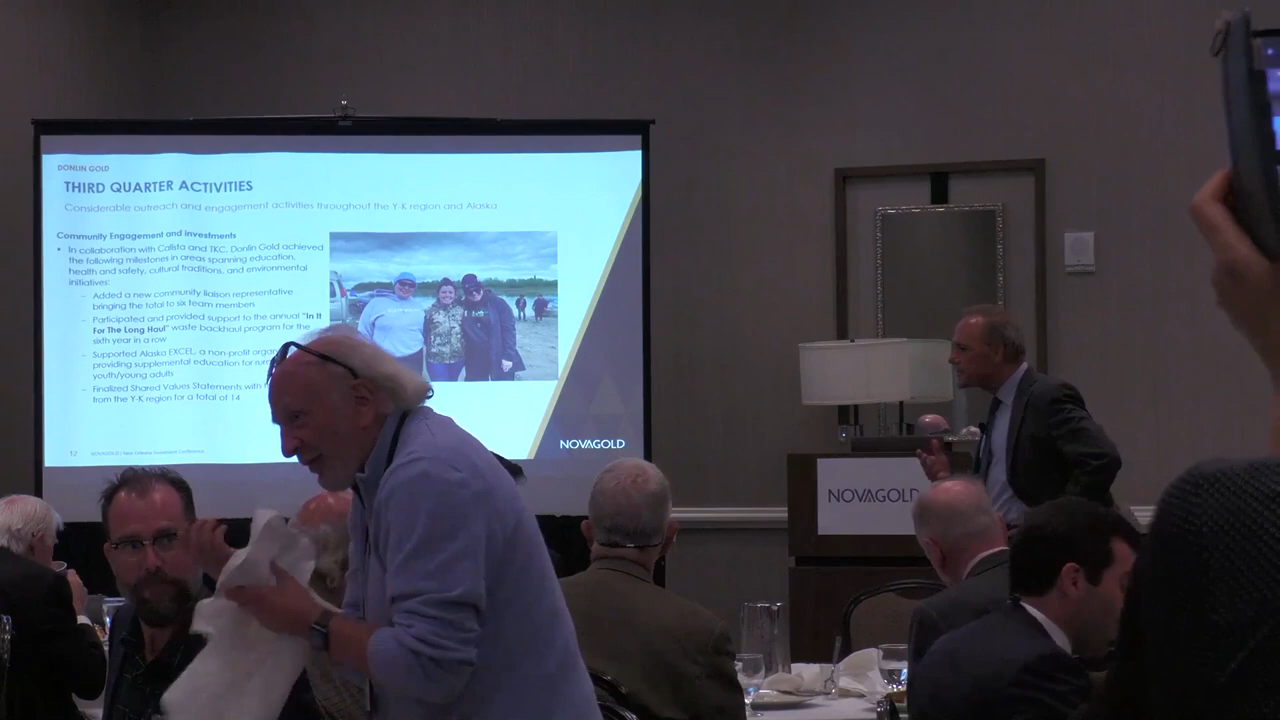 DONLIN GOLD
THIRD QUARTER ACTIVITIES
Considerable outreach and engagement activities throughout the Y-K region and Alaska
Community Engagement and Investments
• In collaboration with Calista and TKC, Donlin Gold achieved
the following milestones in areas spanning education,
health and safety, cultural traditions, and environmental
initiatives:
– Added a new community liaison representative
bringing the total to six team members
– Participated and provided support to the annual "In It
For The Long Haul" waste backhaul program for the
sixth year in a row
– Supported Alaska EXCEL, a non-profit
providing supplemental education for
youth/young adults
– Finalized Shared Values Statements with
from the Y-K region for a total of 14
12 NOVAGOLD | New Orleans Investment Conference
NOVAGOLD
NOVAGOLD